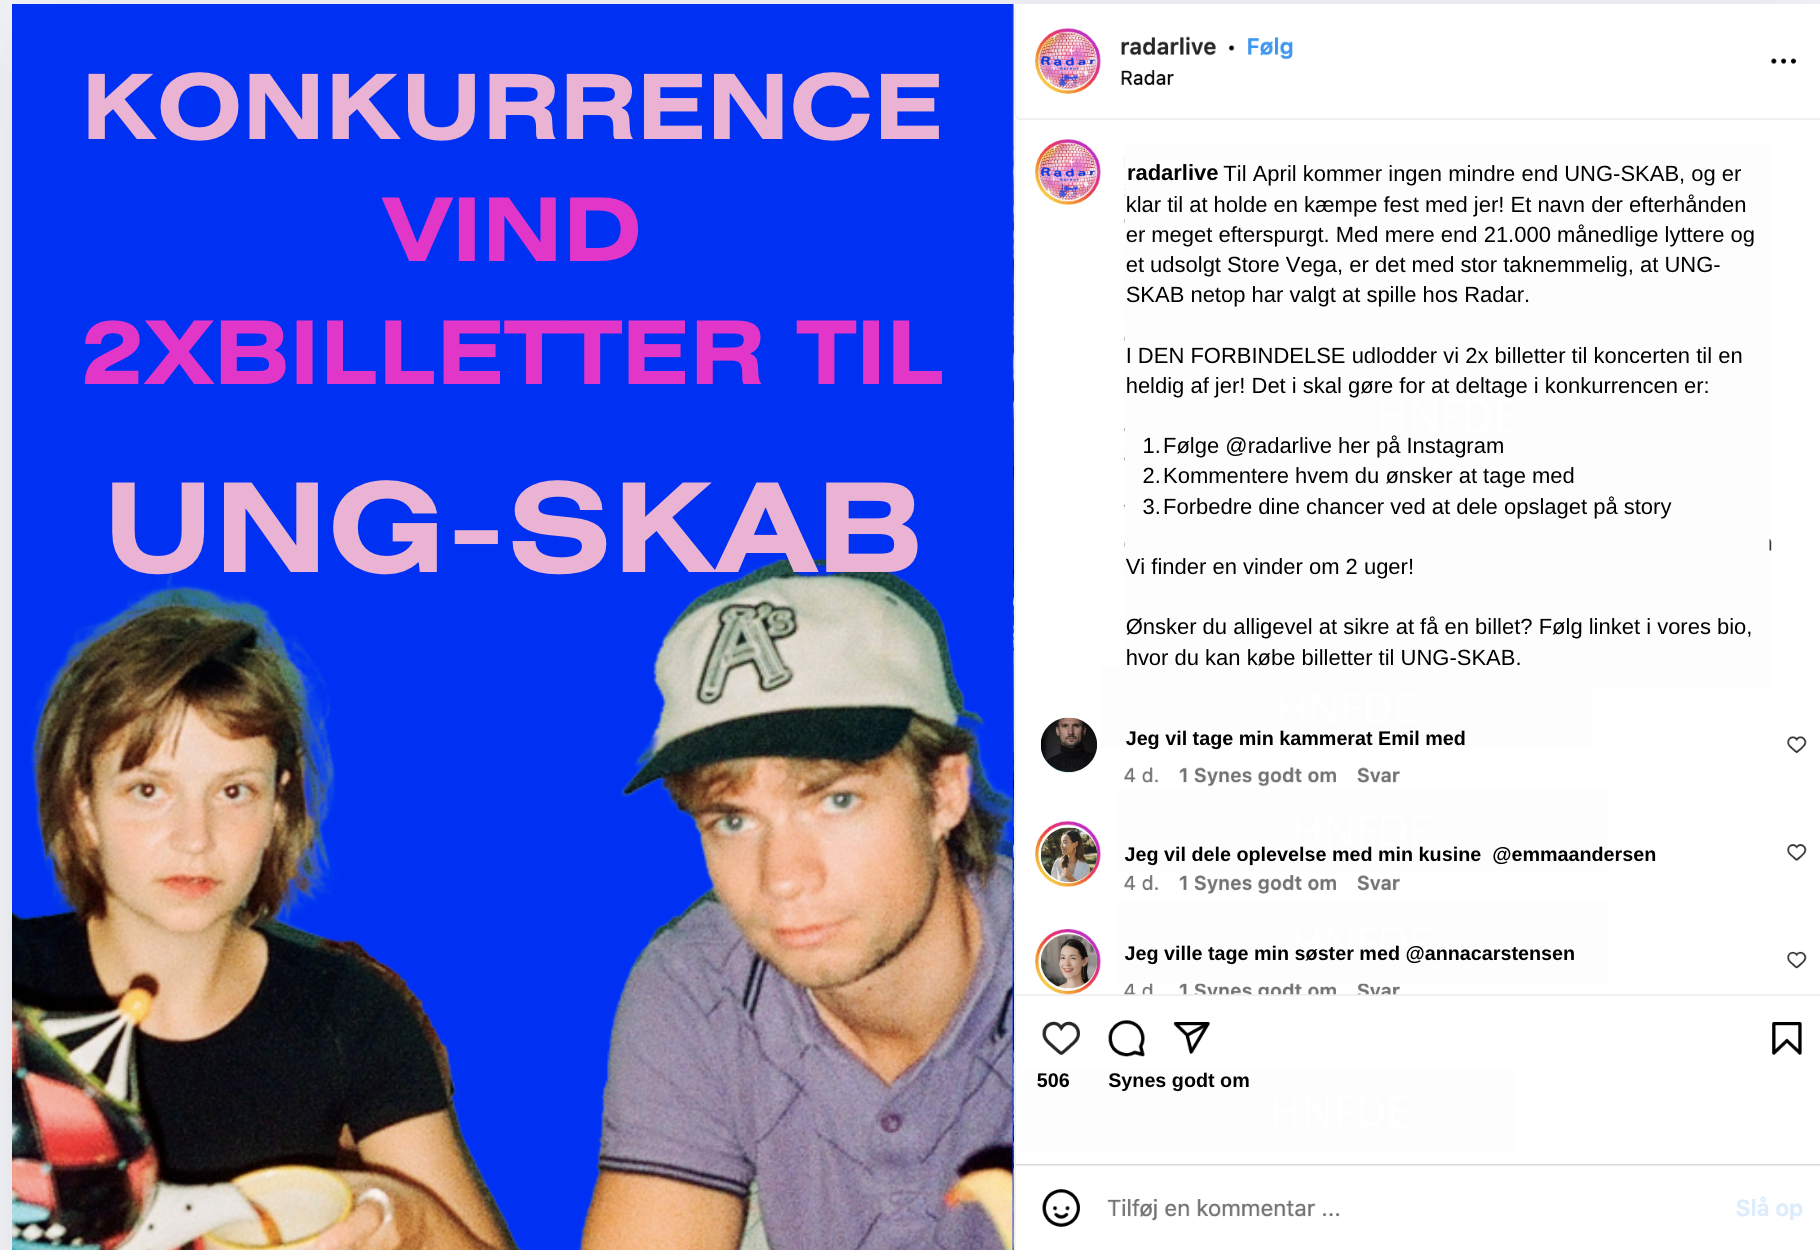 KONKURRENCE
VIND
2XBILLETTER TIL
UNG-SKAB
A's
radarlive • Følg
Radar
Radar
radarlive Til April kommer ingen mindre end UNG-SKAB, og er
klar til at holde en kæmpe fest med jer! Et navn der efterhånden
er meget efterspurgt. Med mere end 21.000 månedlige lyttere og
et udsolgt Store Vega, er det med stor taknemmelig, at UNG-
SKAB netop har valgt at spille hos Radar.
I DEN FORBINDELSE udlodder vi 2x billetter til koncerten til en
heldig af jer! Det i skal gøre for at deltage i konkurrencen er:
1. Følge @radarlive her på Instagram
2. Kommentere hvem du ønsker at tage med
3. Forbedre dine chancer ved at dele opslaget på story
Vi finder en vinder om 2 uger!
Ønsker du alligevel at sikre at få en billet? Følg linket i vores bio,
hvor du kan købe billetter til UNG-SKAB.
Jeg vil tage min kammerat Emil med
4 d. 1 Synes godt om Svar
Jeg vil dele oplevelse med min kusine @emmaandersen
4 d. 1 Synes godt om Svar
Jeg ville tage min søster med @annacarstensen
4 d. 1 Synes godt om Svar
506 Synes godt om
Tilføj en kommentar ... Slå op